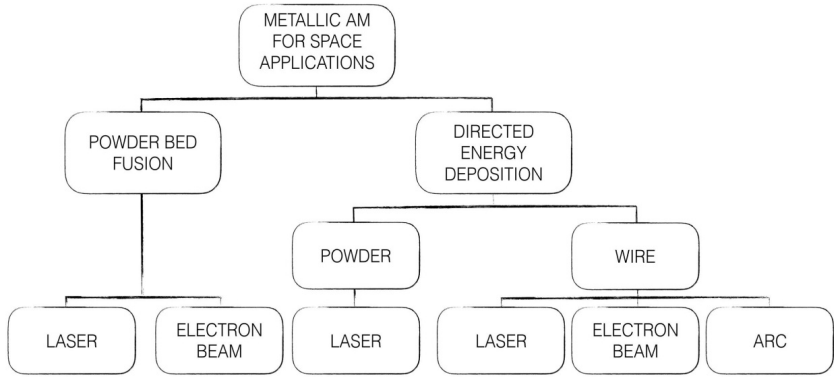 METALLIC AM
FOR SPACE
APPLICATIONS
POWDER BED
FUSION
DIRECTED
ENERGY
DEPOSITION
POWDER
WIRE
LASER
ELECTRON
BEAM
LASER
LASER
ELECTRON
BEAM
ARC